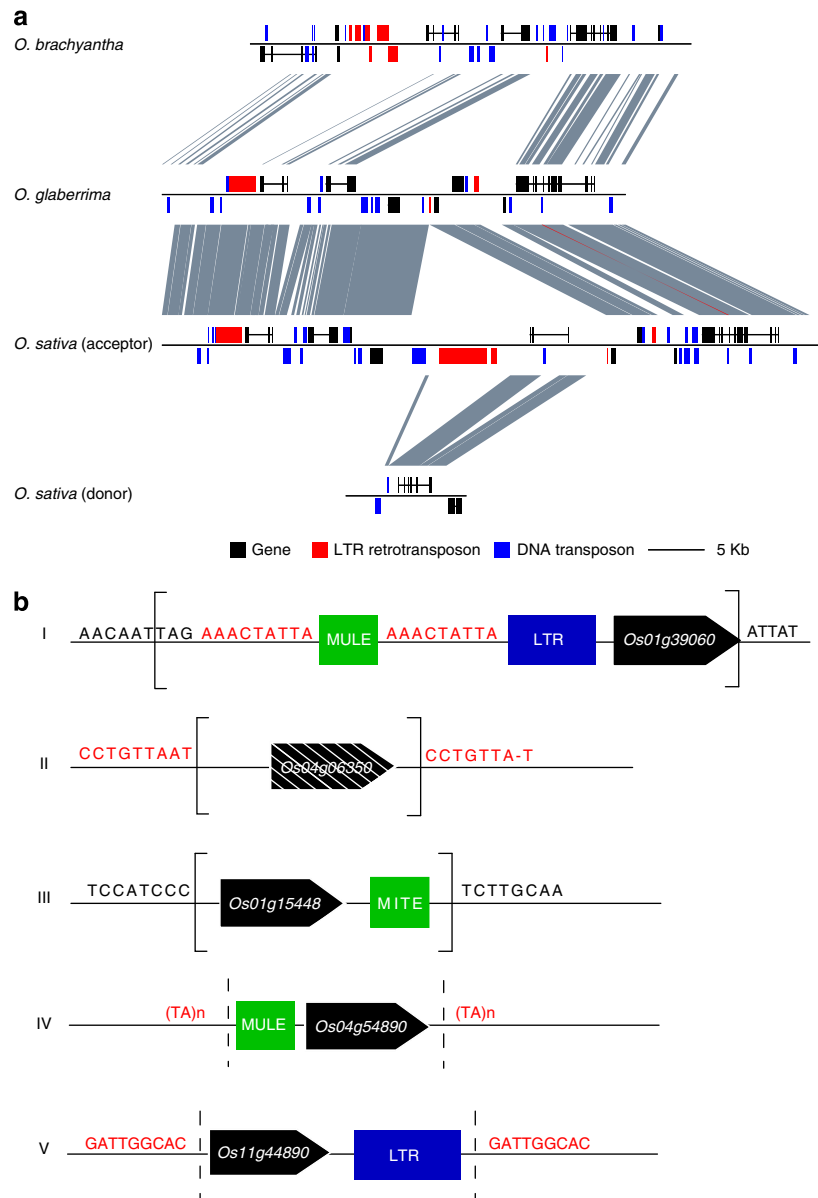 a
O. brachyantha
O. glaberrima
O. sativa (acceptor)
O. sativa (donor)
Gene LTR retrotransposon DNA transposon 5 Kb
b
I AACAATTAG AAACTATTA MULE AAACTATTA LTR Os01g39060 ATTAT
II CCTGTTAAT Os04g06350 CCTGTTA-T
III TCCATCCC Os01g15448 MITE TCTTGCAA
IV (TA)n MULE Os04g54890 (TA)n
V GATTGGCAC Os11g44890 LTR GATTGGCAC